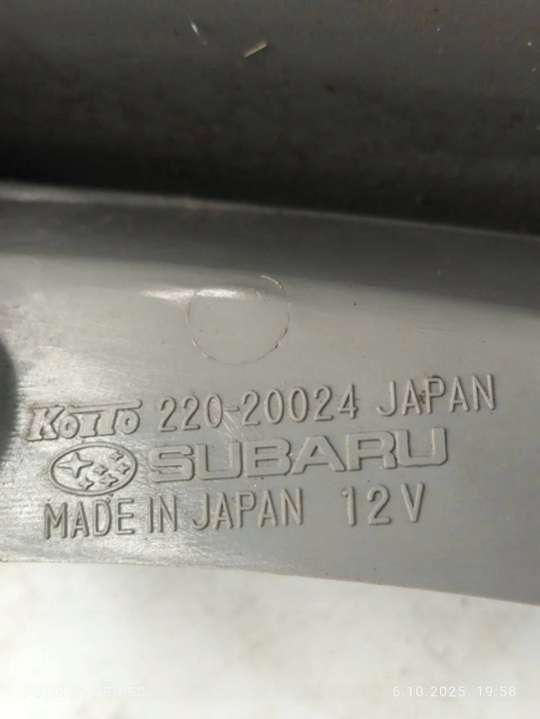 KOITO 220-20024 JAPAN
SUBARU
MADE IN JAPAN 12V
6.10.2025 19:58